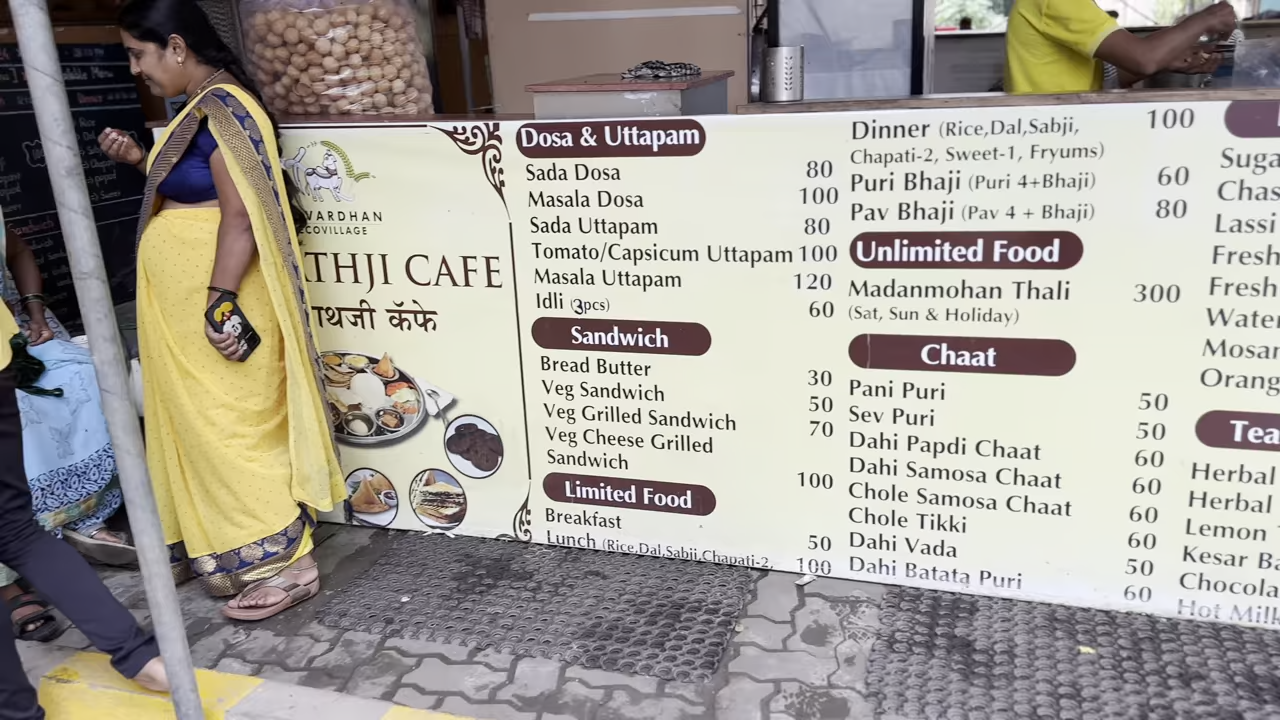 VARDHAN
COVILLAGE
THJI CAFE
थजी कॅफे
Dosa & Uttapam
Sada Dosa 80
Masala Dosa 100
Sada Uttapam 80
Tomato/Capsicum Uttapam 100
Masala Uttapam 120
Idli (3pcs) 60
Sandwich
Bread Butter 30
Veg Sandwich 50
Veg Grilled Sandwich 70
Veg Cheese Grilled
Sandwich 100
Limited Food
Breakfast 50
Lunch (Rice,Dal,Sabji,Chapati-2, 100
Dinner (Rice,Dal,Sabji, 100
Chapati-2, Sweet-1, Fryums)
Puri Bhaji (Puri 4+Bhaji) 60
Pav Bhaji (Pav 4 + Bhaji) 80
Unlimited Food
Madanmohan Thali 300
(Sat, Sun & Holiday)
Chaat
Pani Puri 50
Sev Puri 50
Dahi Papdi Chaat 60
Dahi Samosa Chaat 60
Chole Samosa Chaat 60
Chole Tikki 60
Dahi Vada 50
Dahi Batata Puri 60
Suga
Chas
Lassi
Fresh
Fresh
Wate
Mosa
Orang
Tea
Herbal
Herbal
Lemon
Kesar Ba
Chocola
Hot Milk